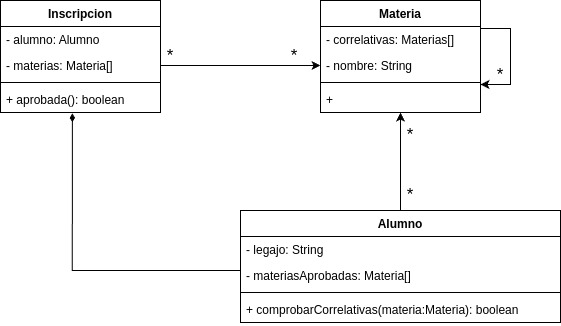 Inscripcion
- alumno: Alumno
- materias: Materia[]
+ aprobada(): boolean
* *
Materia
- correlativas: Materias[]
- nombre: String
+
*
*
*
Alumno
- legajo: String
- materiasAprobadas: Materia[]
+ comprobarCorrelativas(materia:Materia): boolean